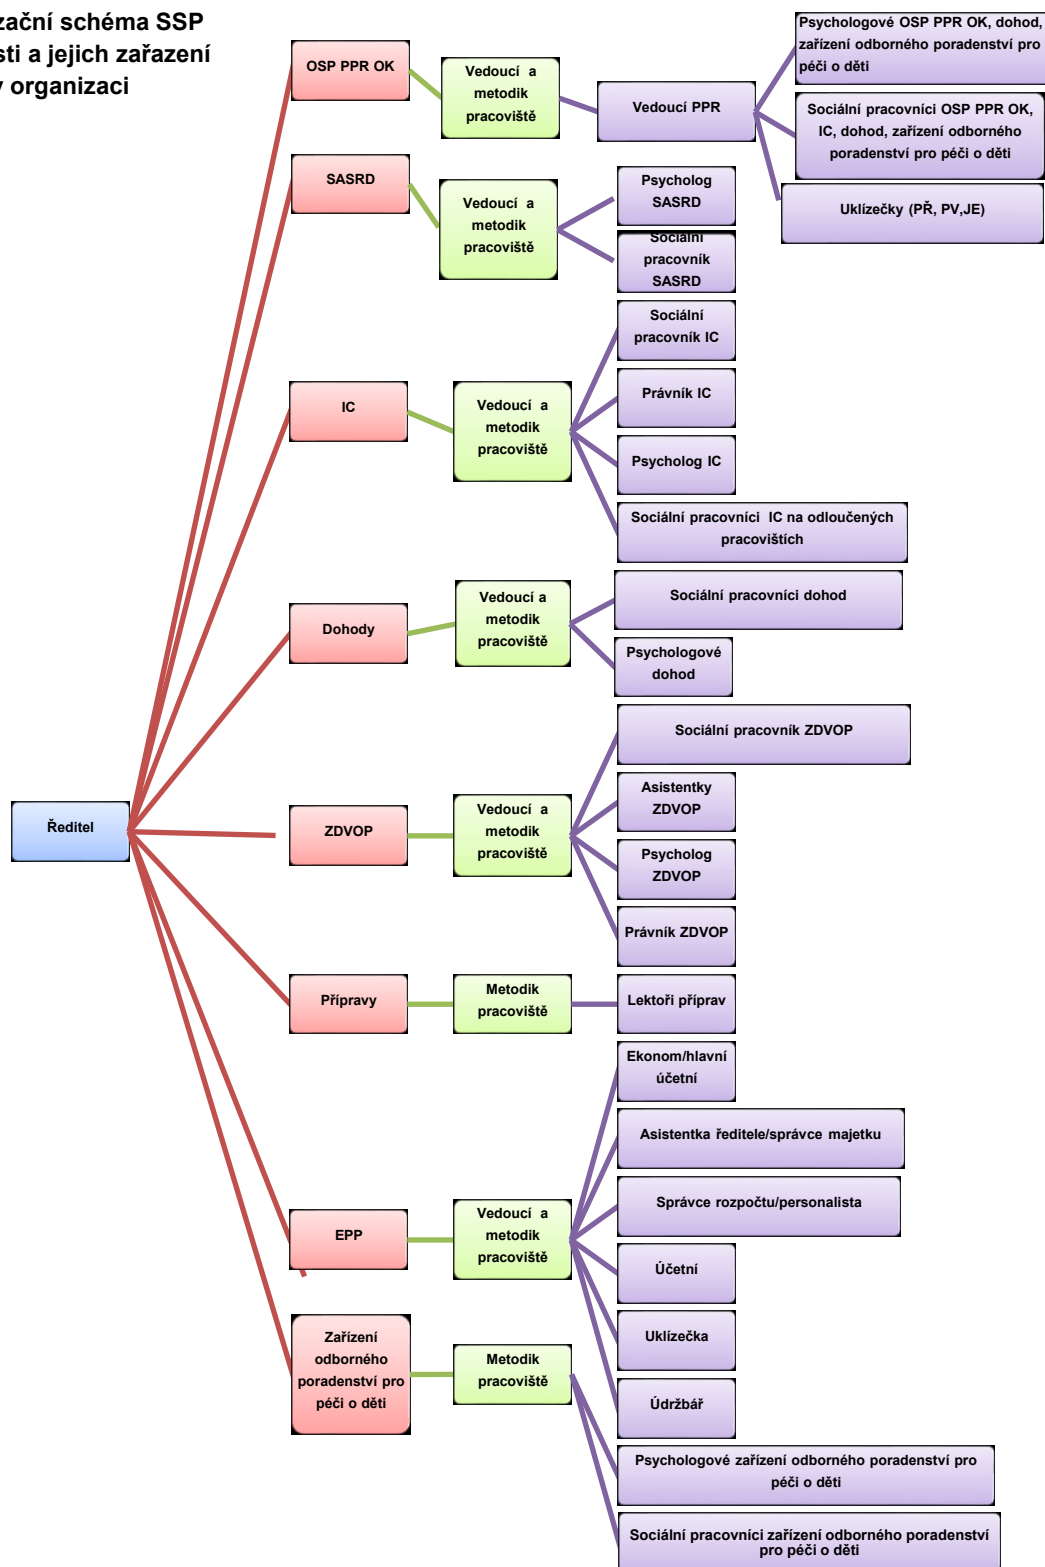 zační schéma SSP
sti a jejich zařazení
v organizaci
Ředitel
OSP PPR OK
Vedoucí a
metodik
pracoviště
Vedoucí PPR
Psychologové OSP PPR OK, dohod,
zařízení odborného poradenství pro
péči o děti
Sociální pracovníci OSP PPR OK,
IC, dohod, zařízení odborného
poradenství pro péči o děti
Uklízečky (PŘ, PV,JE)
SASRD
Vedoucí a
metodik
pracoviště
Psycholog
SASRD
Sociální
pracovník
SASRD
IC
Vedoucí a
metodik
pracoviště
Sociální
pracovník IC
Právník IC
Psycholog IC
Sociální pracovníci IC na odloučených
pracovištích
Dohody
Vedoucí a
metodik
pracoviště
Sociální pracovníci dohod
Psychologové
dohod
ZDVOP
Vedoucí a
metodik
pracoviště
Sociální pracovník ZDVOP
Asistentky
ZDVOP
Psycholog
ZDVOP
Právník ZDVOP
Přípravy
Metodik
pracoviště
Lektoři příprav
EPP
Vedoucí a
metodik
pracoviště
Ekonom/hlavní
účetní
Asistentka ředitele/správce majetku
Správce rozpočtu/personalista
Účetní
Uklízečka
Údržbář
Zařízení
odborného
poradenství pro
péči o děti
Metodik
pracoviště
Psychologové zařízení odborného poradenství pro
péči o děti
Sociální pracovníci zařízení odborného poradenství
pro péči o děti